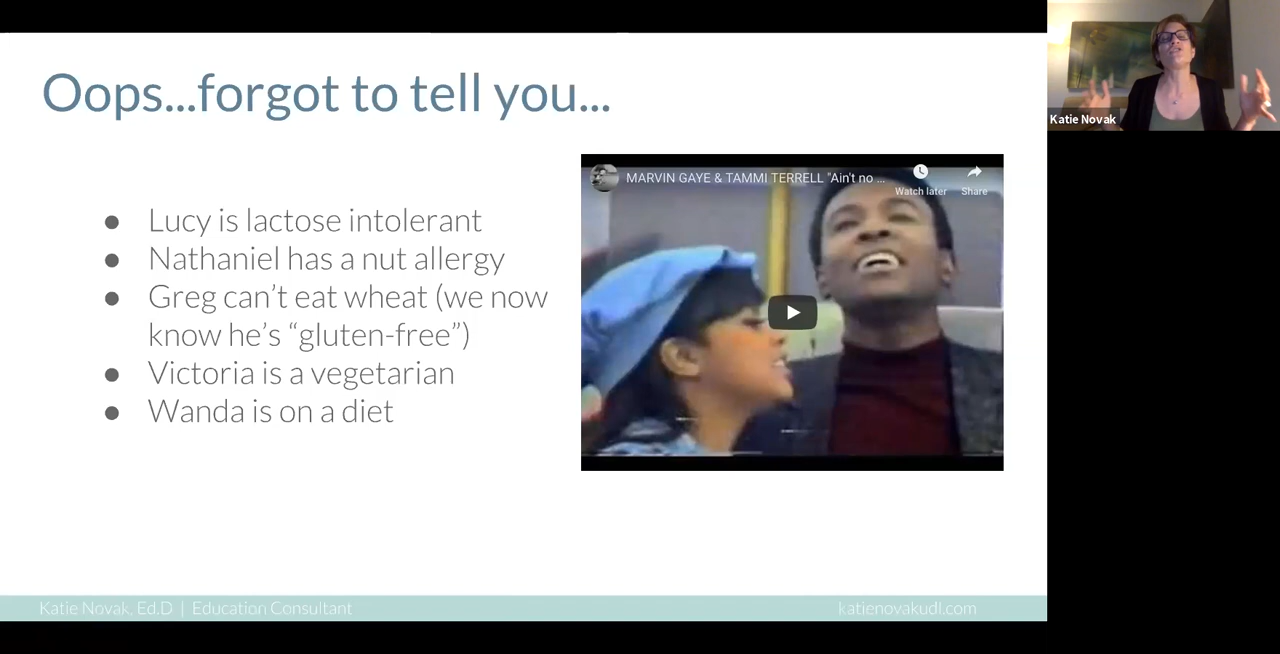 Oops...forgot to tell you...
Katie Novak
MARVIN GAYE & TAMMI TERRELL "Ain't no ...
Watch later
Share
● Lucy is lactose intolerant
● Nathaniel has a nut allergy
● Greg can’t eat wheat (we now
know he’s “gluten-free”)
● Victoria is a vegetarian
● Wanda is on a diet
Katie Novak, Ed.D | Education Consultant
katienovakudl.com